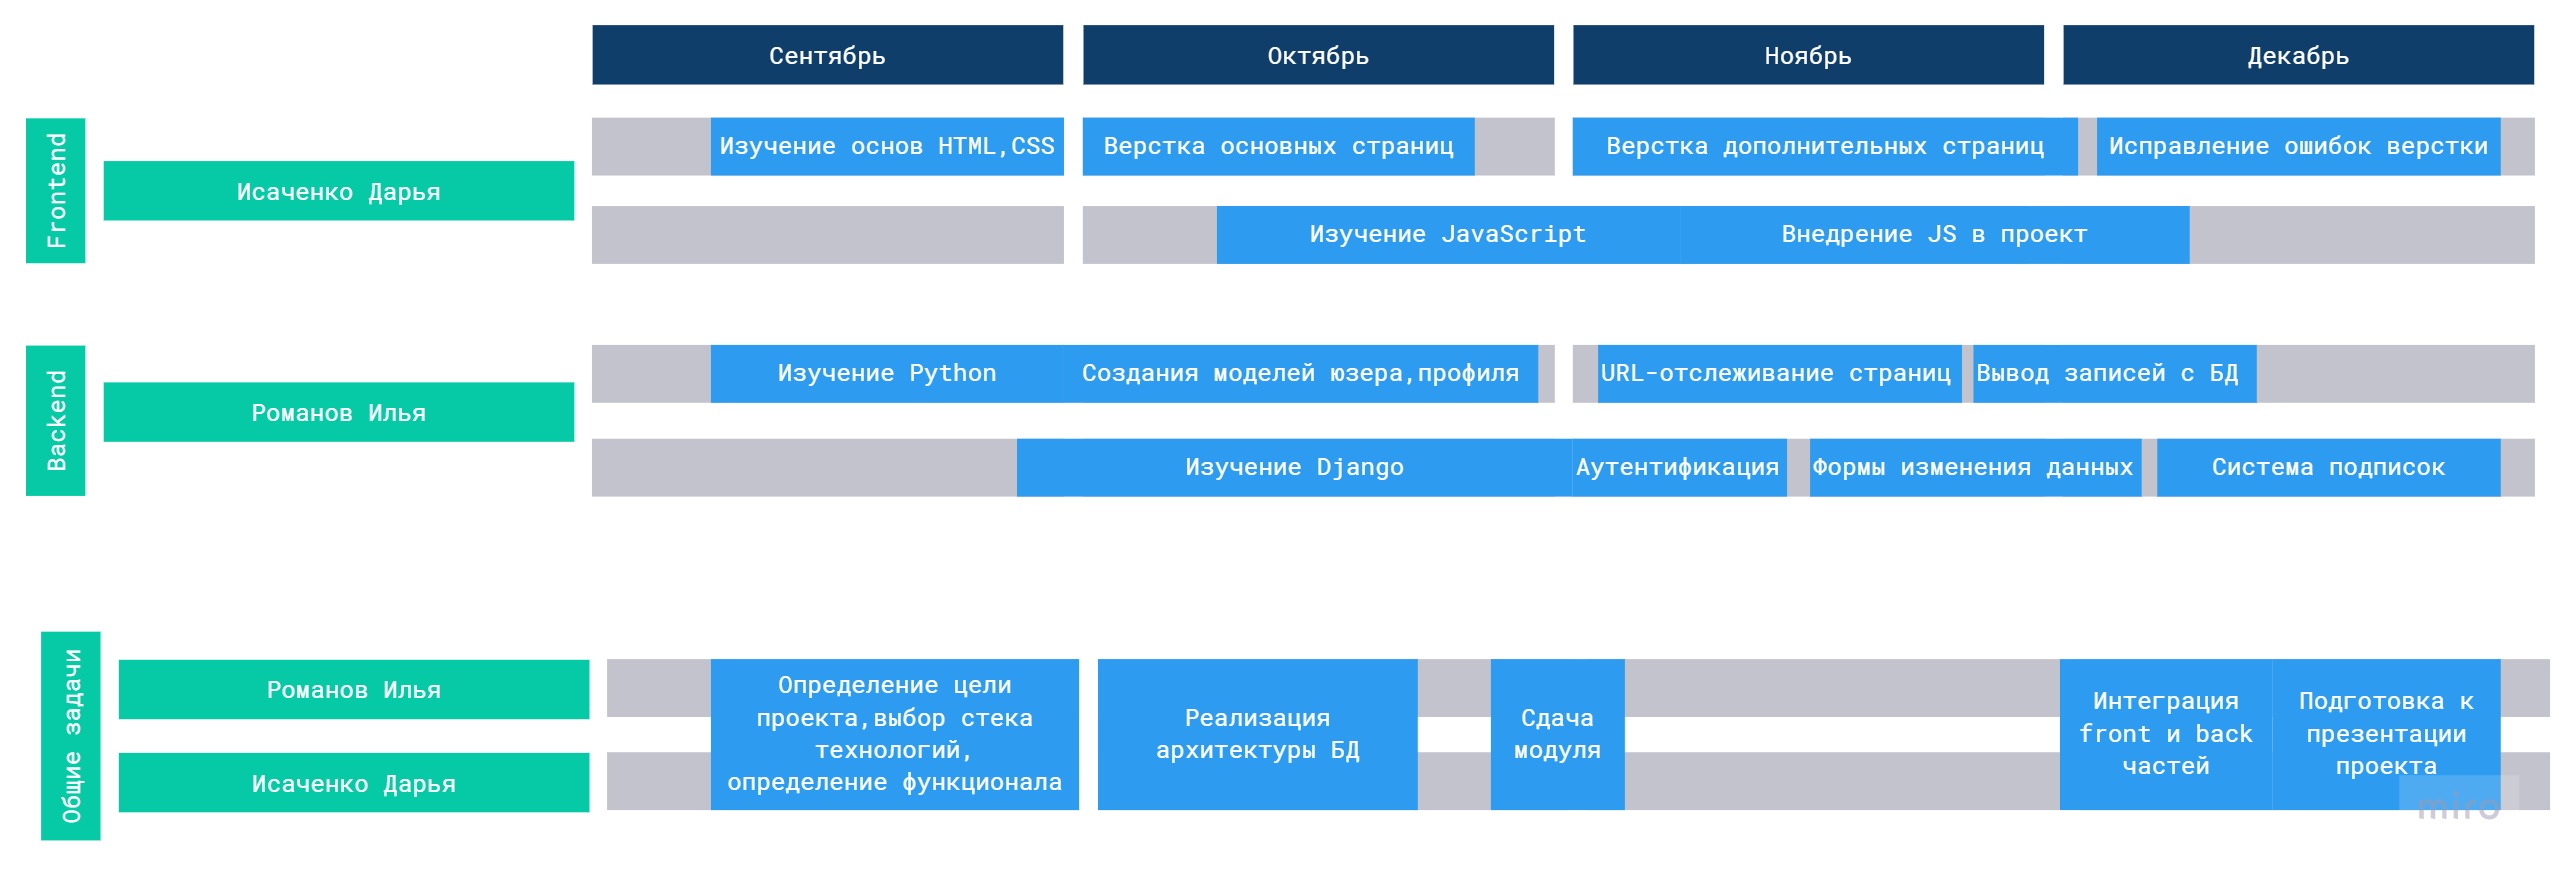 Сентябрь
Октябрь
Ноябрь
Декабрь
Frontend
Исаченко Дарья
Изучение основ HTML,CSS
Верстка основных страниц
Верстка дополнительных страниц
Исправление ошибок верстки
Изучение JavaScript
Внедрение JS в проект
Backend
Романов Илья
Изучение Python
Создания моделей юзера,профиля
URL-отслеживание страниц
Вывод записей с БД
Изучение Django
Аутентификация
Формы изменения данных
Система подписок
Общие задачи
Романов Илья
Исаченко Дарья
Определение цели
проекта,выбор стека
технологий,
определение функционала
Реализация
архитектуры БД
Сдача
модуля
Интеграция
front и back
частей
Подготовка к
презентации
проекта
miro